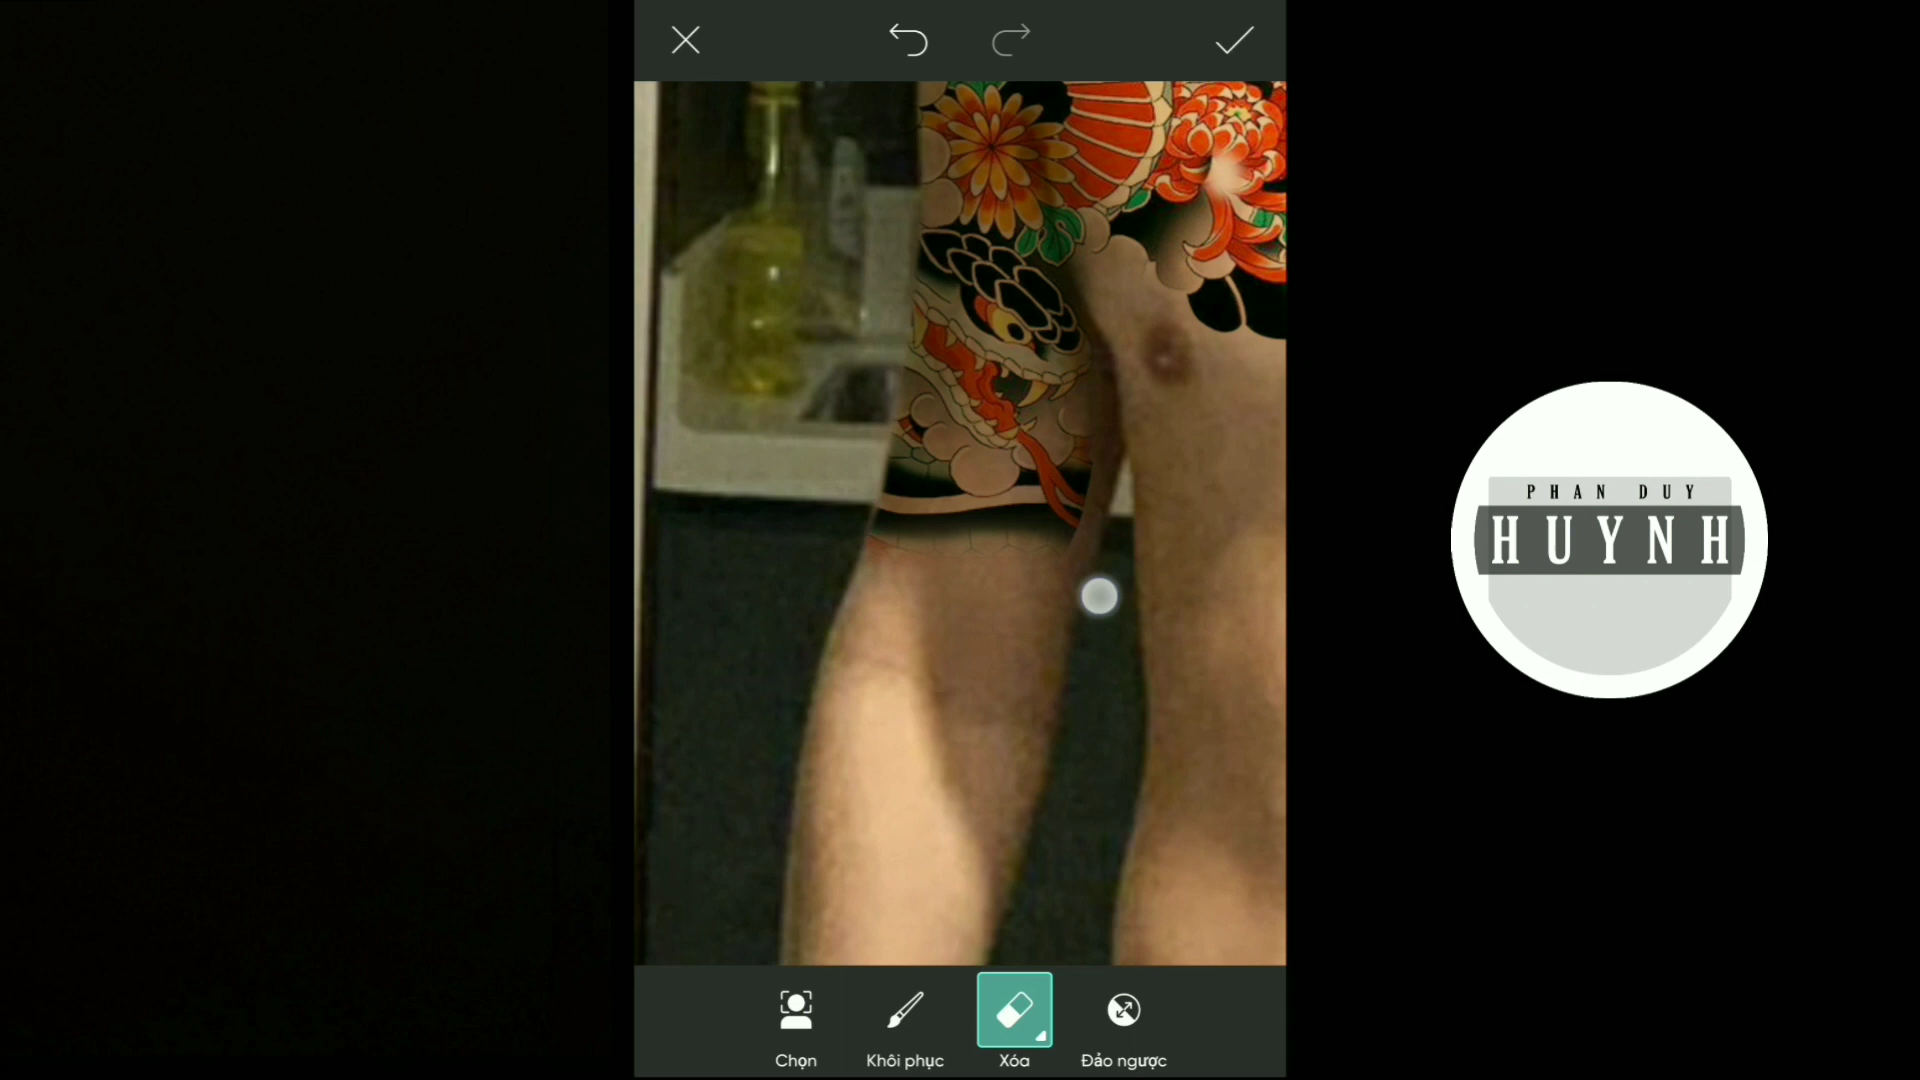 PHAN DUY
HUYNH
Chọn
Khôi phục
Xóa
Đảo ngược